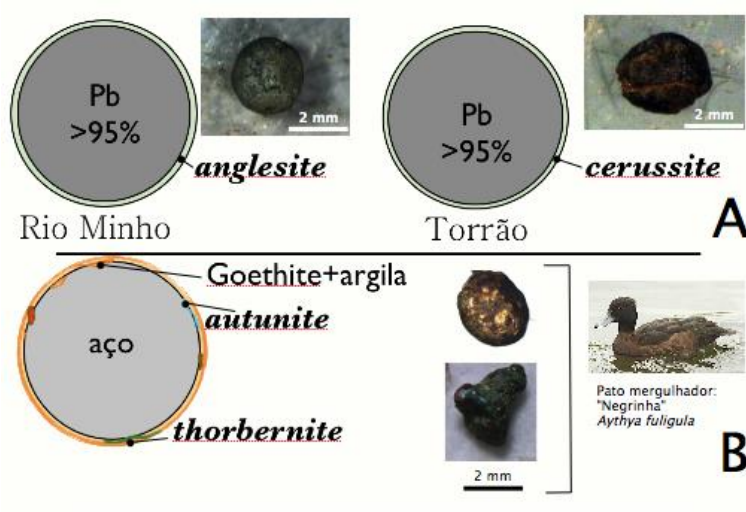 Pb
>95%
2 mm
anglesite
Rio Minho
Pb
>95%
2 mm
cerussite
Torrão
A
Goethite+argila
autunite
aço
thorbernite
2 mm
Pato mergulhador:
"Negrinha"
Aythya fuligula
B